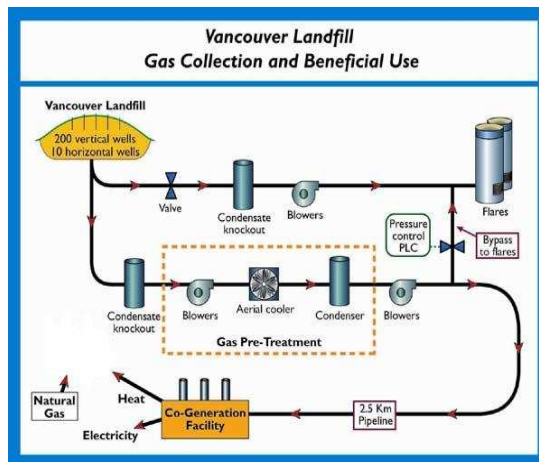 Vancouver Landfill
Gas Collection and Beneficial Use
Vancouver Landfill
200 vertical wells
10 horizontal wells
Valve
Condensate
knockout
Blowers
Flares
Pressure
control
PLC
Bypass
to flares
Condensate
knockout
Blowers
Aerial cooler
Condenser
Blowers
Gas Pre-Treatment
Natural
Gas
Heat
Electricity
Co-Generation
Facility
2.5 Km
Pipeline